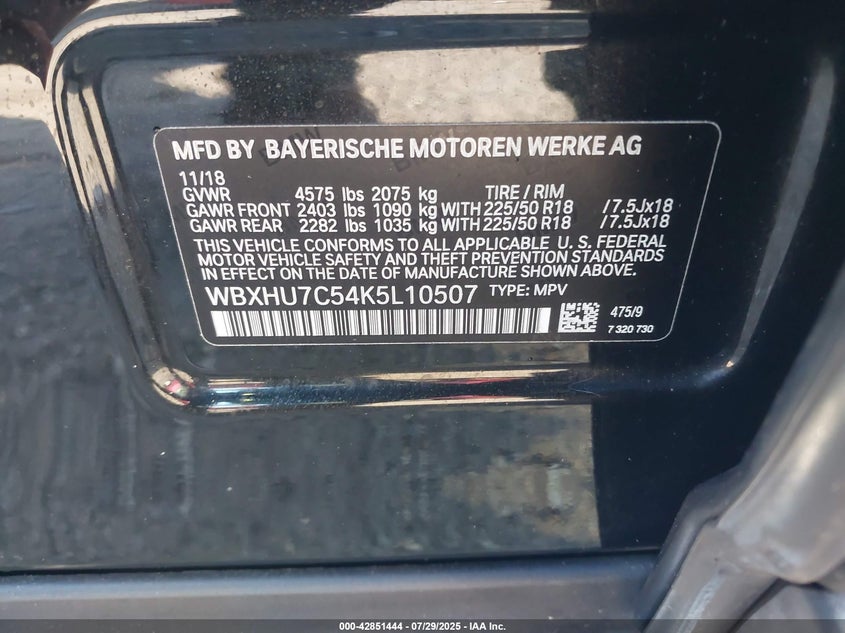 MFD BY BAYERISCHE MOTOREN WERKE AG
11/18
GVWR 4575 lbs 2075 kg TIRE / RIM
GAWR FRONT 2403 lbs 1090 kg WITH 225/50 R18 /7.5Jx18
GAWR REAR 2282 lbs 1035 kg WITH 225/50 R18 /7.5Jx18
THIS VEHICLE CONFORMS TO ALL APPLICABLE U. S. FEDERAL
MOTOR VEHICLE SAFETY AND THEFT PREVENTION STANDARDS
IN EFFECT ON THE DATE OF MANUFACTURE SHOWN ABOVE.
WBXHU7C54K5L10507 TYPE: MPV
475/9
7 320 730
000-42851444 | 07/29/2025 - IAA Inc.